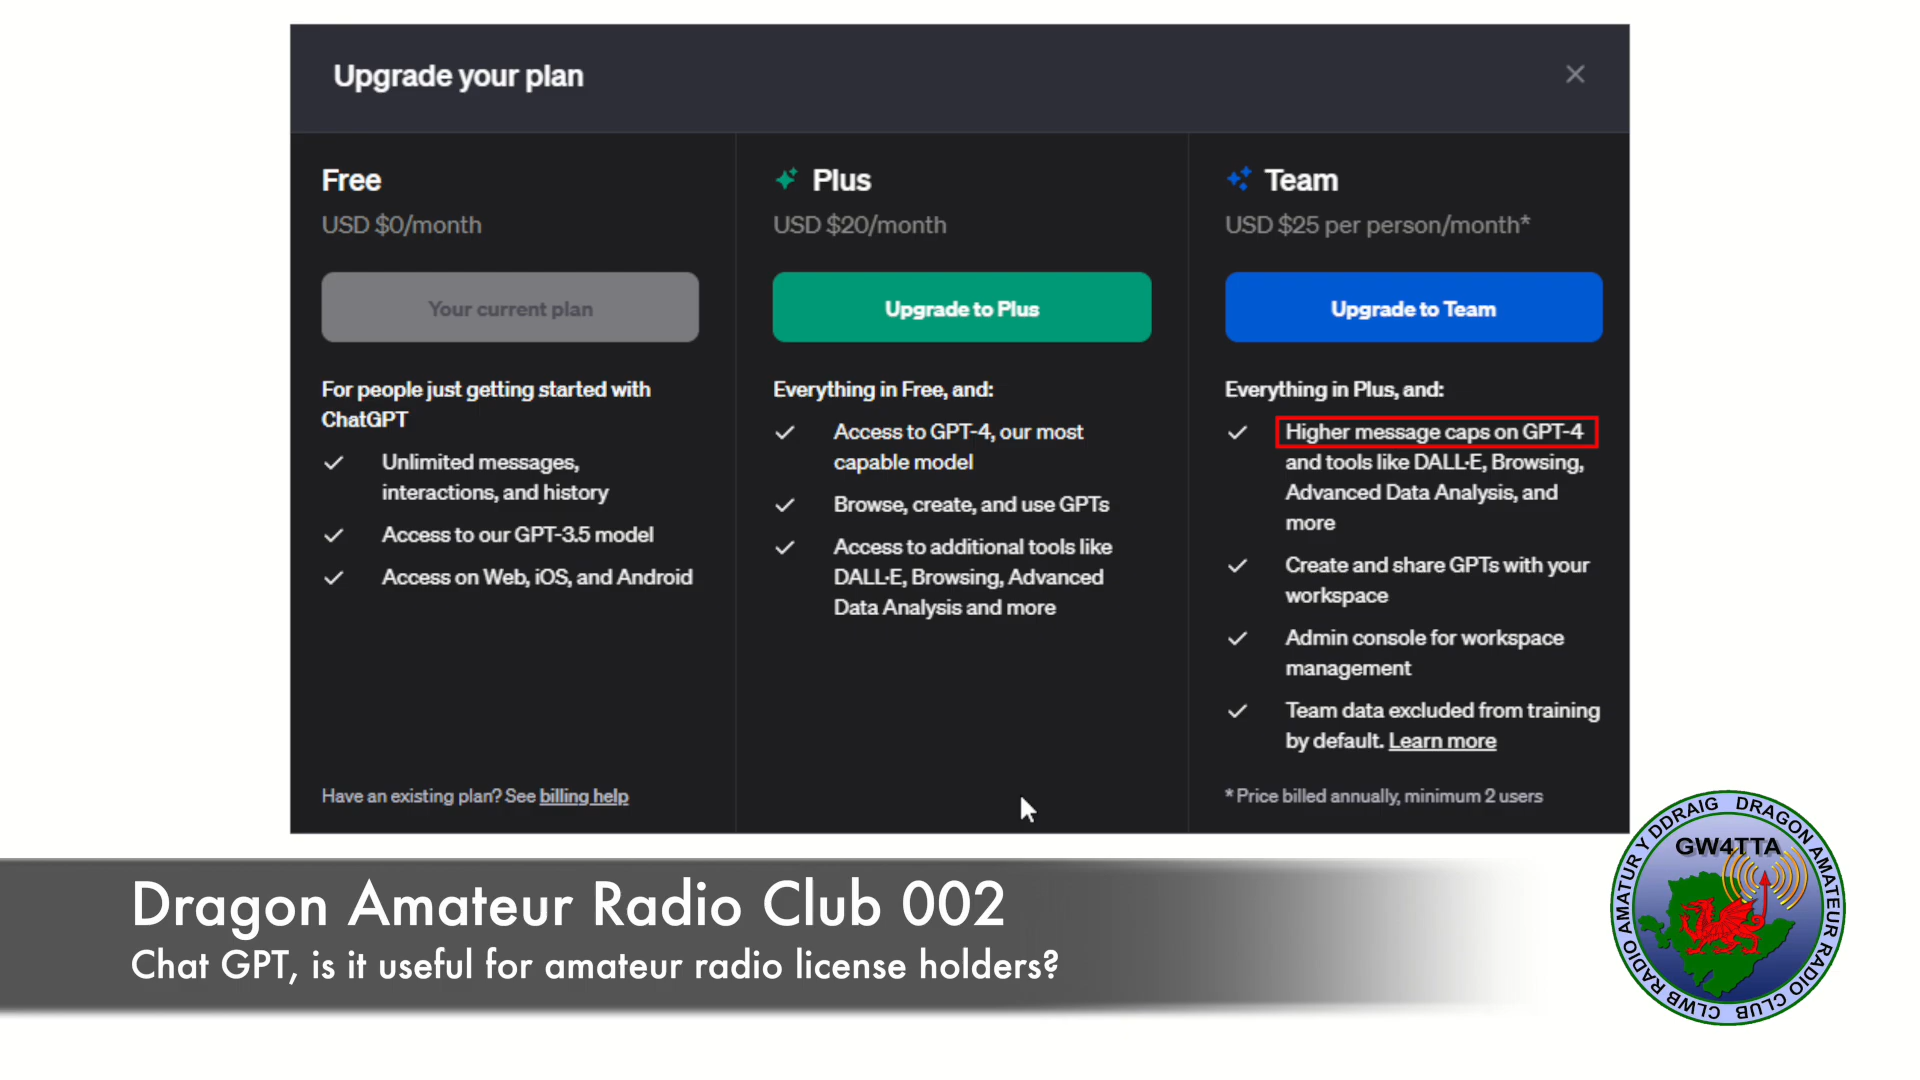 Upgrade your plan
Free
USD $0/month
Your current plan
For people just getting started with
ChatGPT
Unlimited messages,
interactions, and history
Access to our GPT-3.5 model
Access on Web, iOS, and Android
Have an existing plan? See billing help
Plus
USD $20/month
Upgrade to Plus
Everything in Free, and:
Access to GPT-4, our most
capable model
Browse, create, and use GPTs
Access to additional tools like
DALL·E, Browsing, Advanced
Data Analysis and more
Team
USD $25 per person/month*
Upgrade to Team
Everything in Plus, and:
Higher message caps on GPT-4
and tools like DALL·E, Browsing,
Advanced Data Analysis, and
more
Create and share GPTs with your
workspace
Admin console for workspace
management
Team data excluded from training
by default. Learn more
* Price billed annually, minimum 2 users
Dragon Amateur Radio Club 002
Chat GPT, is it useful for amateur radio license holders?
CLWB RADIO AMATUR Y DDRAIG
DRAGON AMATEUR RADIO CLUB
GW4TTA